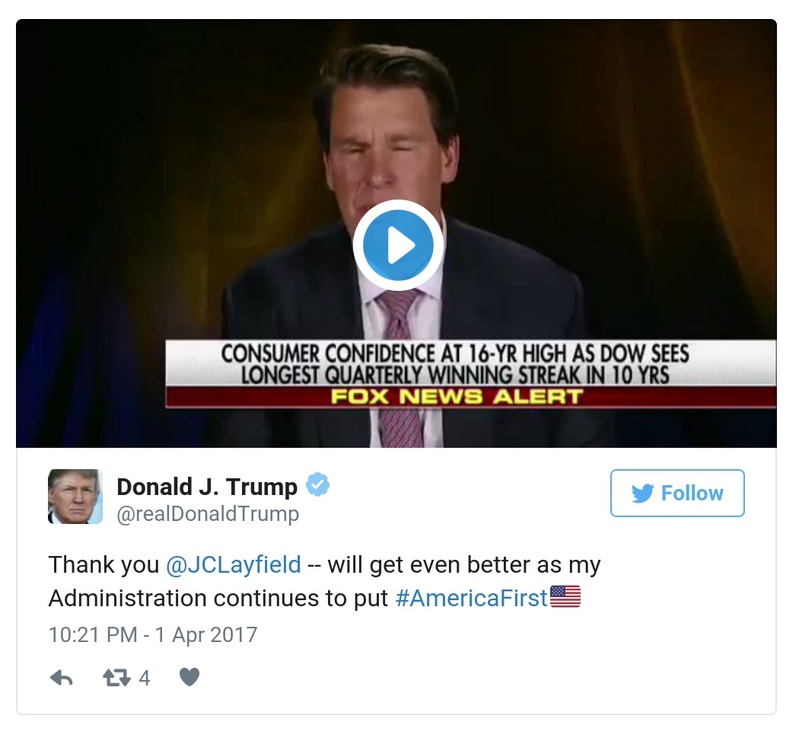 CONSUMER CONFIDENCE AT 16-YR HIGH AS DOW SEES
LONGEST QUARTERLY WINNING STREAK IN 10 YRS
FOX NEWS ALERT
Donald J. Trump
@realDonaldTrump
Follow
Thank you @JCLayfield -- will get even better as my
Administration continues to put #AmericaFirst🇺🇸
10:21 PM - 1 Apr 2017
4